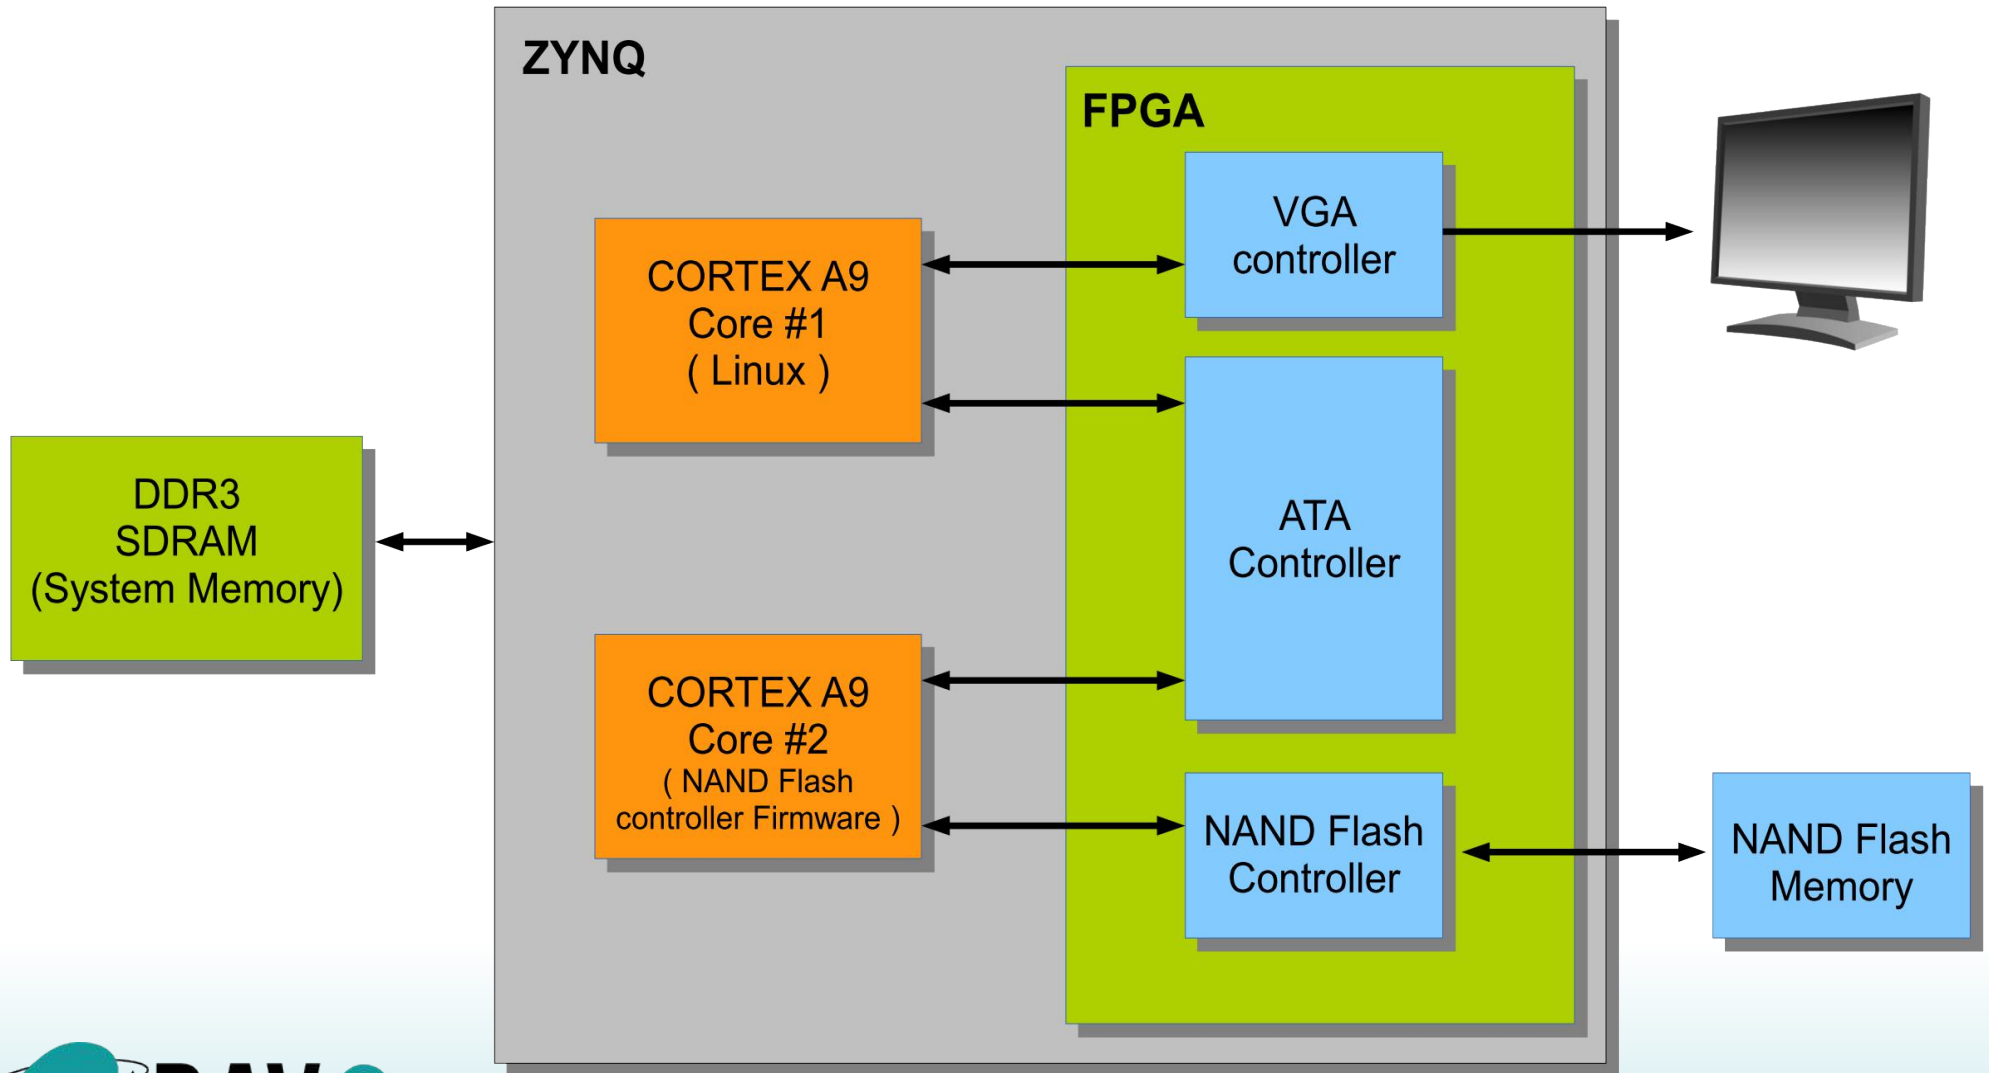 ZYNQ
FPGA
VGA
controller
CORTEX A9
Core #1
( Linux )
DDR3
SDRAM
(System Memory)
ATA
Controller
CORTEX A9
Core #2
( NAND Flash
controller Firmware )
NAND Flash
Controller
NAND Flash
Memory